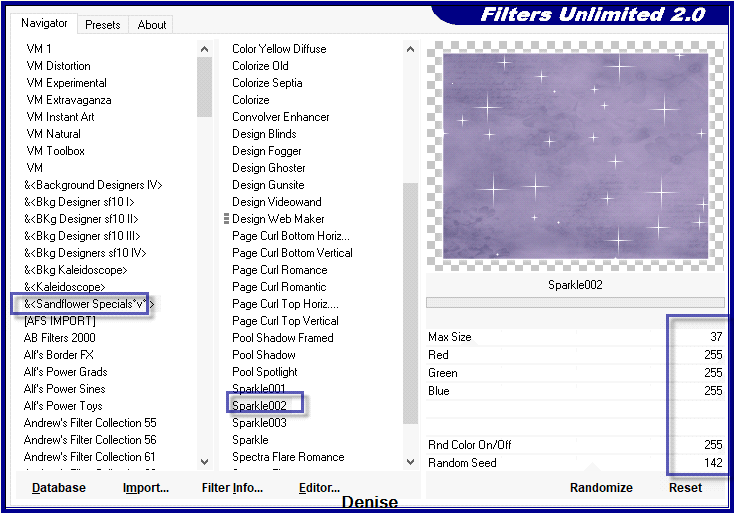 Filters Unlimited 2.0
Navigator
Presets
About
VM 1
VM Distortion
VM Experimental
VM Extravaganza
VM Instant Art
VM Natural
VM Toolbox
VM
&<Background Designers IV>
&<BKg Designer sf10 I>
&<BKg Designer sf10 II>
&<Bkg Designer sf10 III>
&<Bkg Designers sf10 IV>
&<Bkg Kaleidoscope>
&<Kaleidoscope>
&<Sandflower Specials°v° >
[AFS IMPORT]
AB Filters 2000
Alf's Border FX
Alf's Power Grads
Alf's Power Sines
Alf's Power Toys
Andrew's Filter Collection 55
Andrew's Filter Collection 56
Andrew's Filter Collection 61
Color Yellow Diffuse
Colorize Old
Colorize Septia
Colorize
Convolver Enhancer
Design Blinds
Design Fogger
Design Ghoster
Design Gunsite
Design Videowand
Design Web Maker
Page Curl Bottom Horiz...
Page Curl Bottom Vertical
Page Curl Romance
Page Curl Romantic
Page Curl Top Horiz....
Page Curl Top Vertical
Pool Shadow Framed
Pool Shadow
Pool Spotlight
Sparkle001
Sparkle002
Sparkle003
Sparkle
Spectra Flare Romance
Sparkle002
Max Size 37
Red 255
Green 255
Blue 255
Rnd Color On/Off 255
Random Seed 142
Database
Import...
Filter Info...
Editor...
Randomize
Reset
Denise